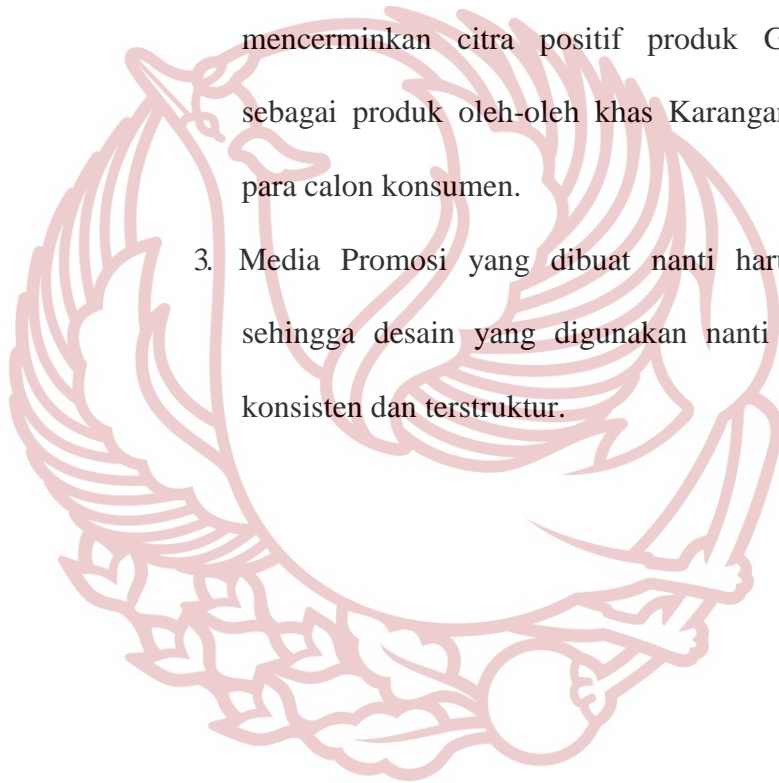 mencerminkan citra positif produk
sebagai produk oleh-oleh khas
para calon konsumen.
3. Media Promosi yang dibuat nanti
sehingga desain yang digunakan nanti
konsisten dan terstruktur.